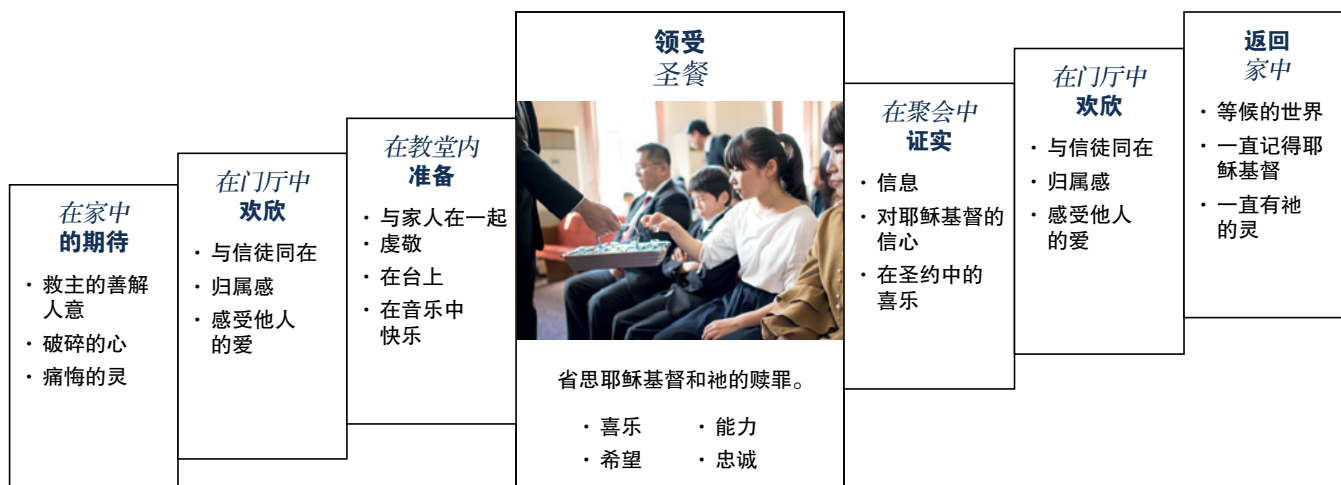 在家中
的期待
· 救主的善解
人意
· 破碎的心
· 痛悔的灵
在门厅中
欢欣
· 与信徒同在
· 归属感
· 感受他人
的爱
在教堂内
准备
· 与家人在一起
· 虔敬
· 在台上
· 在音乐中
快乐
领受
圣餐
省思耶稣基督和祂的赎罪。
· 喜乐
· 希望
· 能力
· 忠诚
在聚会中
证实
· 信息
· 对耶稣基督的
信心
· 在圣约中的
喜乐
在门厅中
欢欣
· 与信徒同在
· 归属感
· 感受他人
的爱
返回
家中
· 等候的世界
· 一直记得耶
稣基督
· 一直有祂
的灵